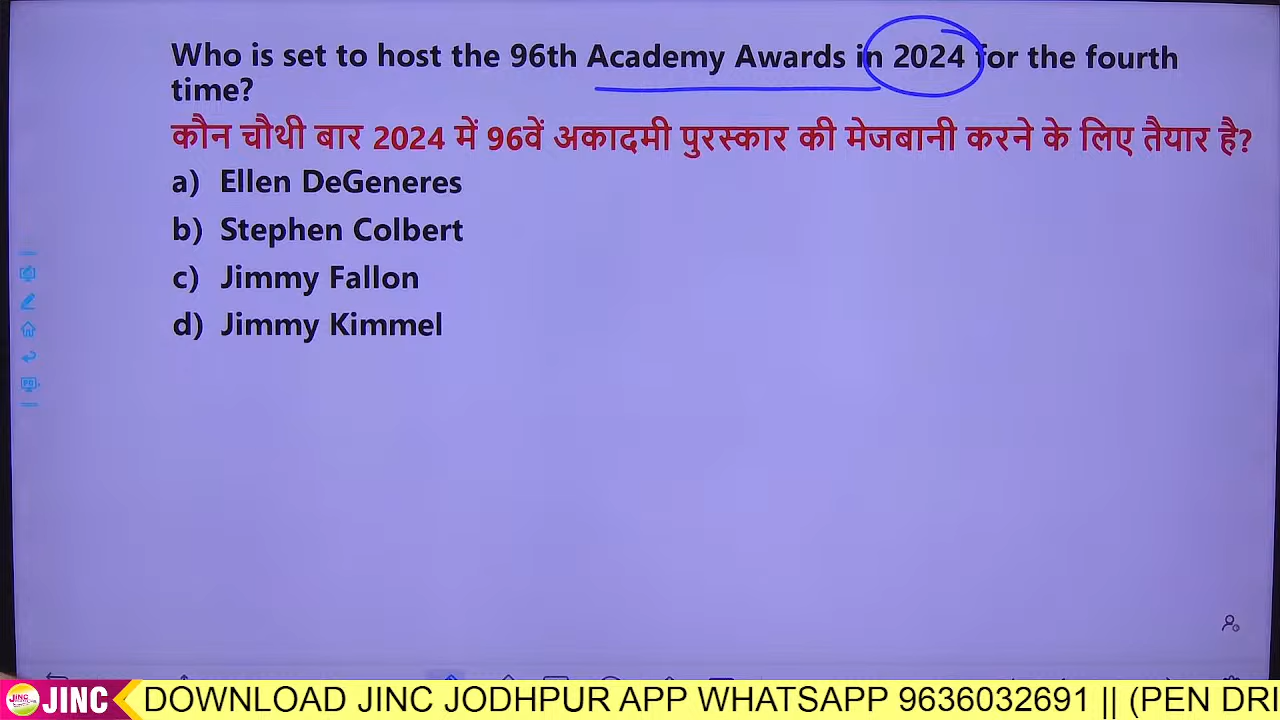 Who is set to host the 96th Academy Awards in 2024 for the fourth
time?
कौन चौथी बार 2024 में 96वें अकादमी पुरस्कार की मेजबानी करने के लिए तैयार है?
a) Ellen DeGeneres
b) Stephen Colbert
c) Jimmy Fallon
d) Jimmy Kimmel
JINC JINC DOWNLOAD JINC JODHPUR APP WHATSAPP 9636032691 || (PEN DRI